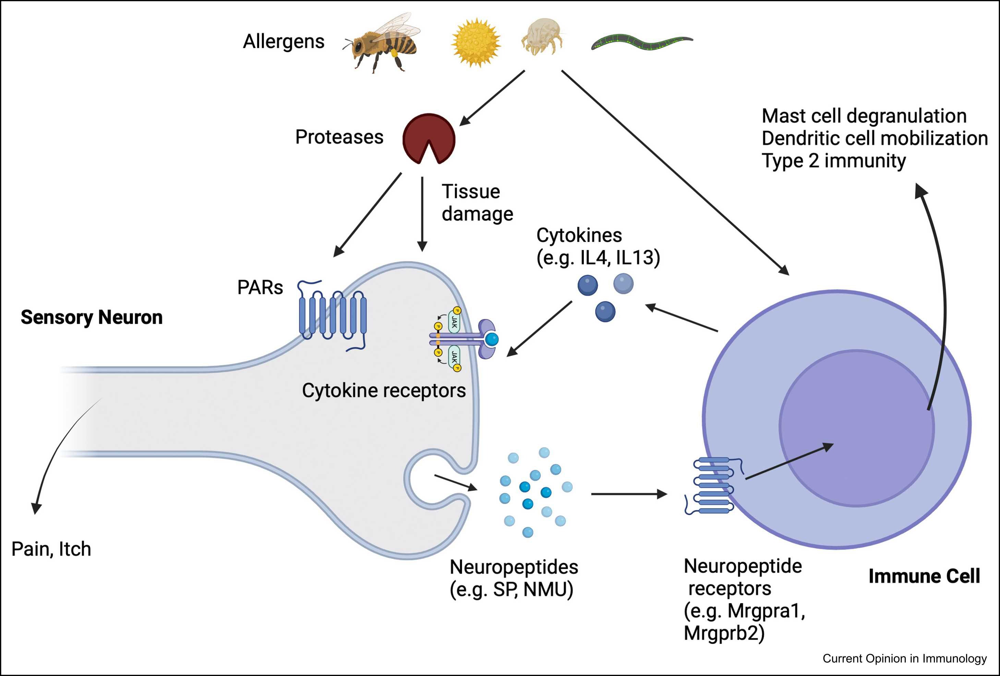 Allergens
Proteases
Mast cell degranulation
Dendritic cell mobilization
Type 2 immunity
Tissue
damage
Cytokines
(e.g. IL4, IL13)
PARs
Sensory Neuron
P
JAK
P
P
JAK
P
Cytokine receptors
Pain, Itch
Neuropeptides
(e.g. SP, NMU)
Neuropeptide
receptors
(e.g. Mrgpra1,
Mrgprb2)
Immune Cell
Current Opinion in Immunology